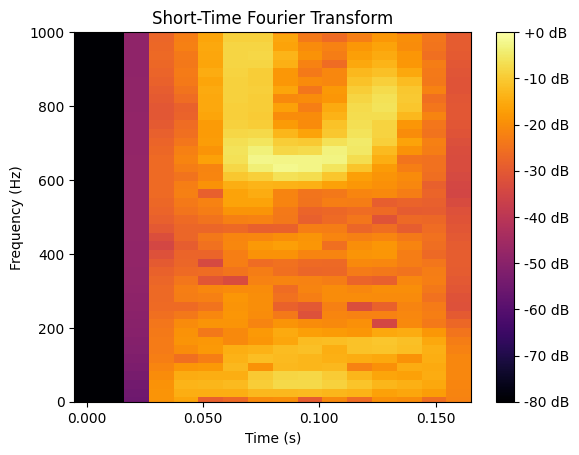 Short-Time Fourier Transform
1000
800
600
400
200
0
Frequency (Hz)
0.000
0.050
0.100
0.150
Time (s)
+0 dB
-10 dB
-20 dB
-30 dB
-40 dB
-50 dB
-60 dB
-70 dB
-80 dB